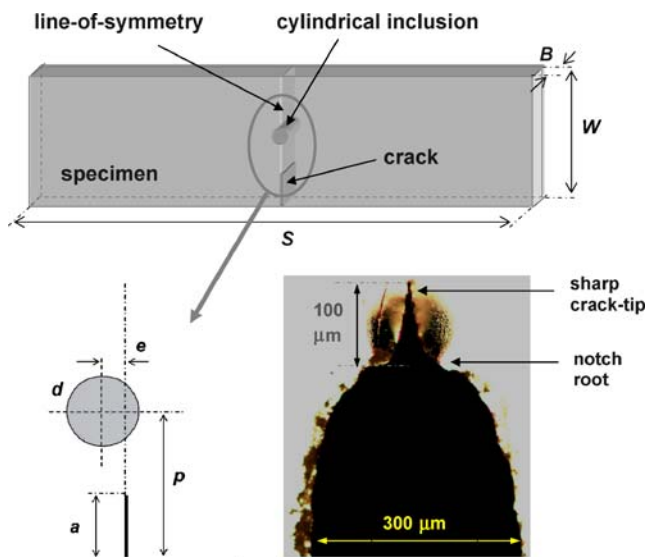 line-of-symmetry
cylindrical inclusion
B
W
crack
specimen
S
sharp
crack-tip
100
μm
notch
root
e
d
p
a
300 μm